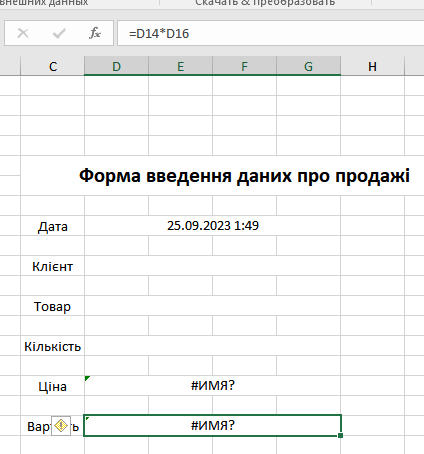 внешних данных Скачать & преобразовать
fx =D14*D16
C D E F G H
Форма введення даних про продажі
Дата 25.09.2023 1:49
Клієнт
Товар
Кількість
Ціна #ИМЯ?
#ИМЯ?